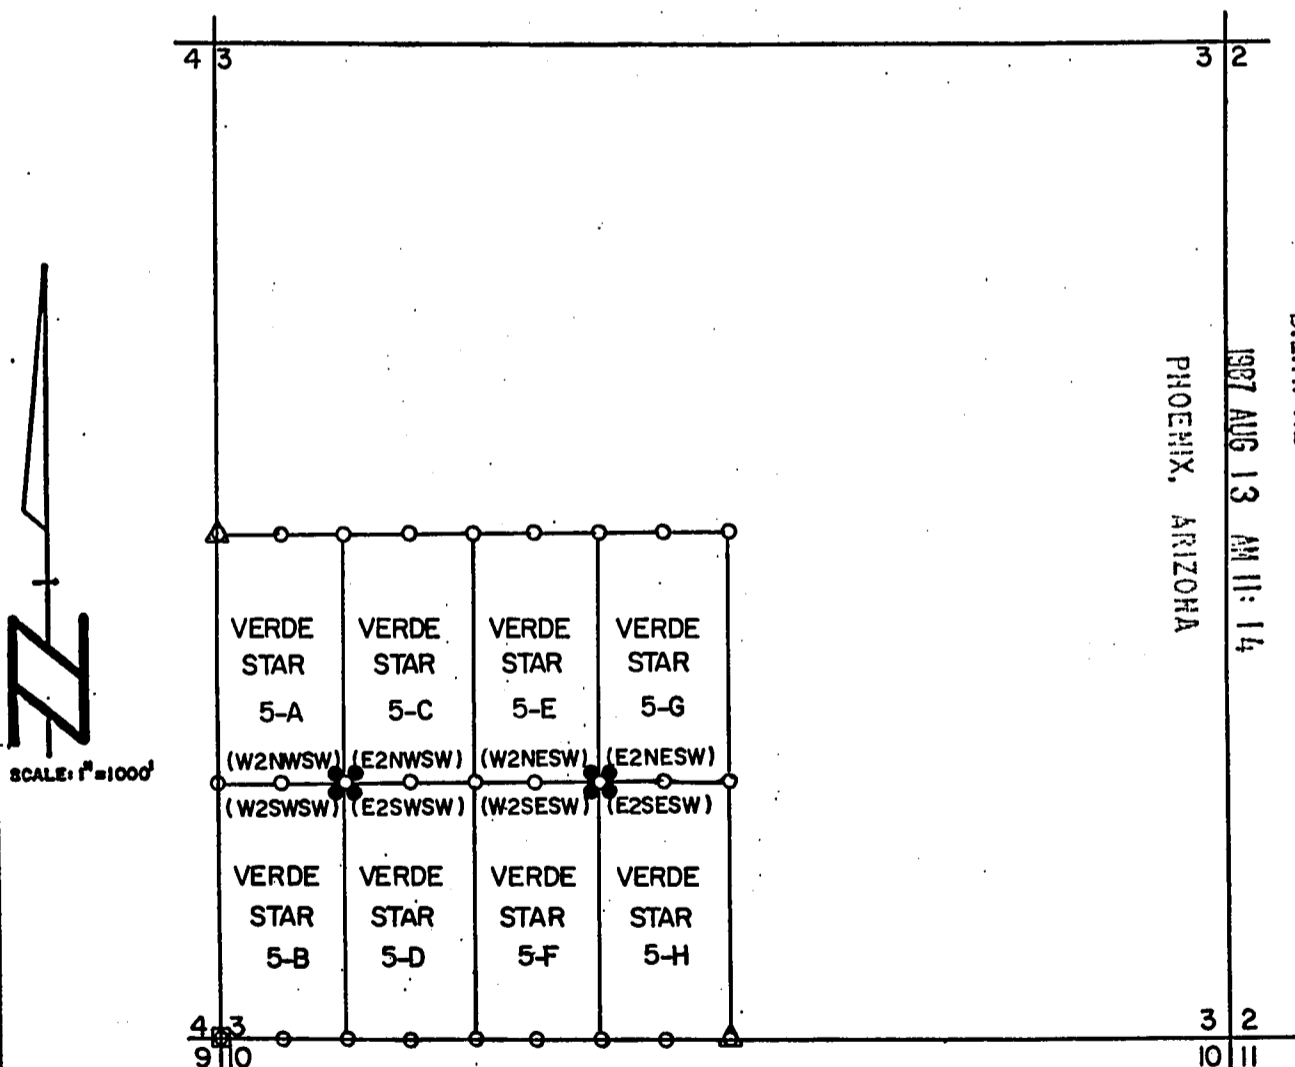 4 3
3 2
1987 AUG 13 AM 11: 14
PHOENIX, ARIZONA
SCALE: 1"=1000'
VERDE STAR 5-A
VERDE STAR 5-C
VERDE STAR 5-E
VERDE STAR 5-G
(W2NWSW) (E2NWSW) (W2NESW) (E2NESW)
(W2SWSW) (E2SWSW) (W2SESW) (E2SESW)
VERDE STAR 5-B
VERDE STAR 5-D
VERDE STAR 5-F
VERDE STAR 5-H
4 3
3 2
9 10
10 11